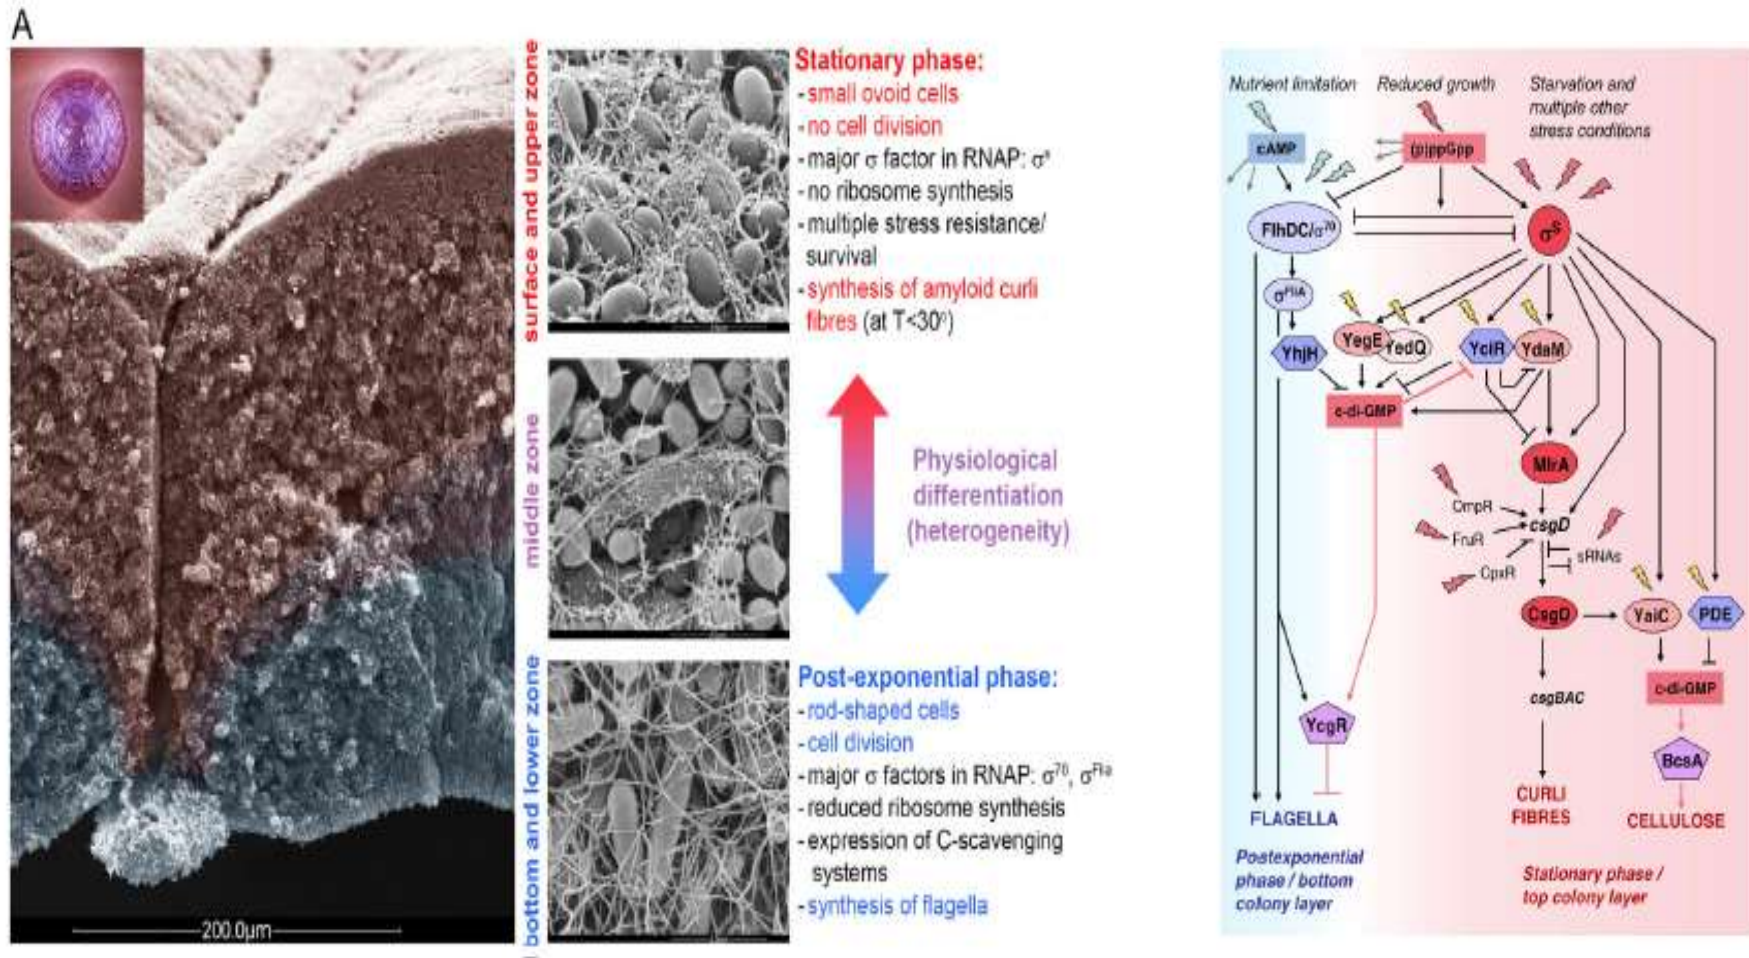 A
surface and upper zone
middle zone
bottom and lower zone
200.0µm
Stationary phase:
- small ovoid cells
- no cell division
- major σ factor in RNAP: σˢ
- no ribosome synthesis
- multiple stress resistance/
survival
- synthesis of amyloid curli
fibres (at T<30°)
Physiological
differentiation
(heterogeneity)
Post-exponential phase:
- rod-shaped cells
- cell division
- major σ factors in RNAP: σ⁷⁰, σᶠˡⁱᵃ
- reduced ribosome synthesis
- expression of C-scavenging
systems
- synthesis of flagella
Nutrient limitation
Reduced growth
Starvation and
multiple other
stress conditions
cAMP
(p)ppGpp
FlhDC/σ⁷⁰
σˢ
σᶠˡⁱᴬ
YhjH
YegE
YedQ
YciR
YdaM
c-di-GMP
MlrA
OmpR
csgD
FruR
sRNAs
CpxR
CsgD
YaiC
PDE
csgBAC
c-di-GMP
YcgR
BcsA
FLAGELLA
CURLI
FIBRES
CELLULOSE
Postexponential
phase / bottom
colony layer
Stationary phase /
top colony layer